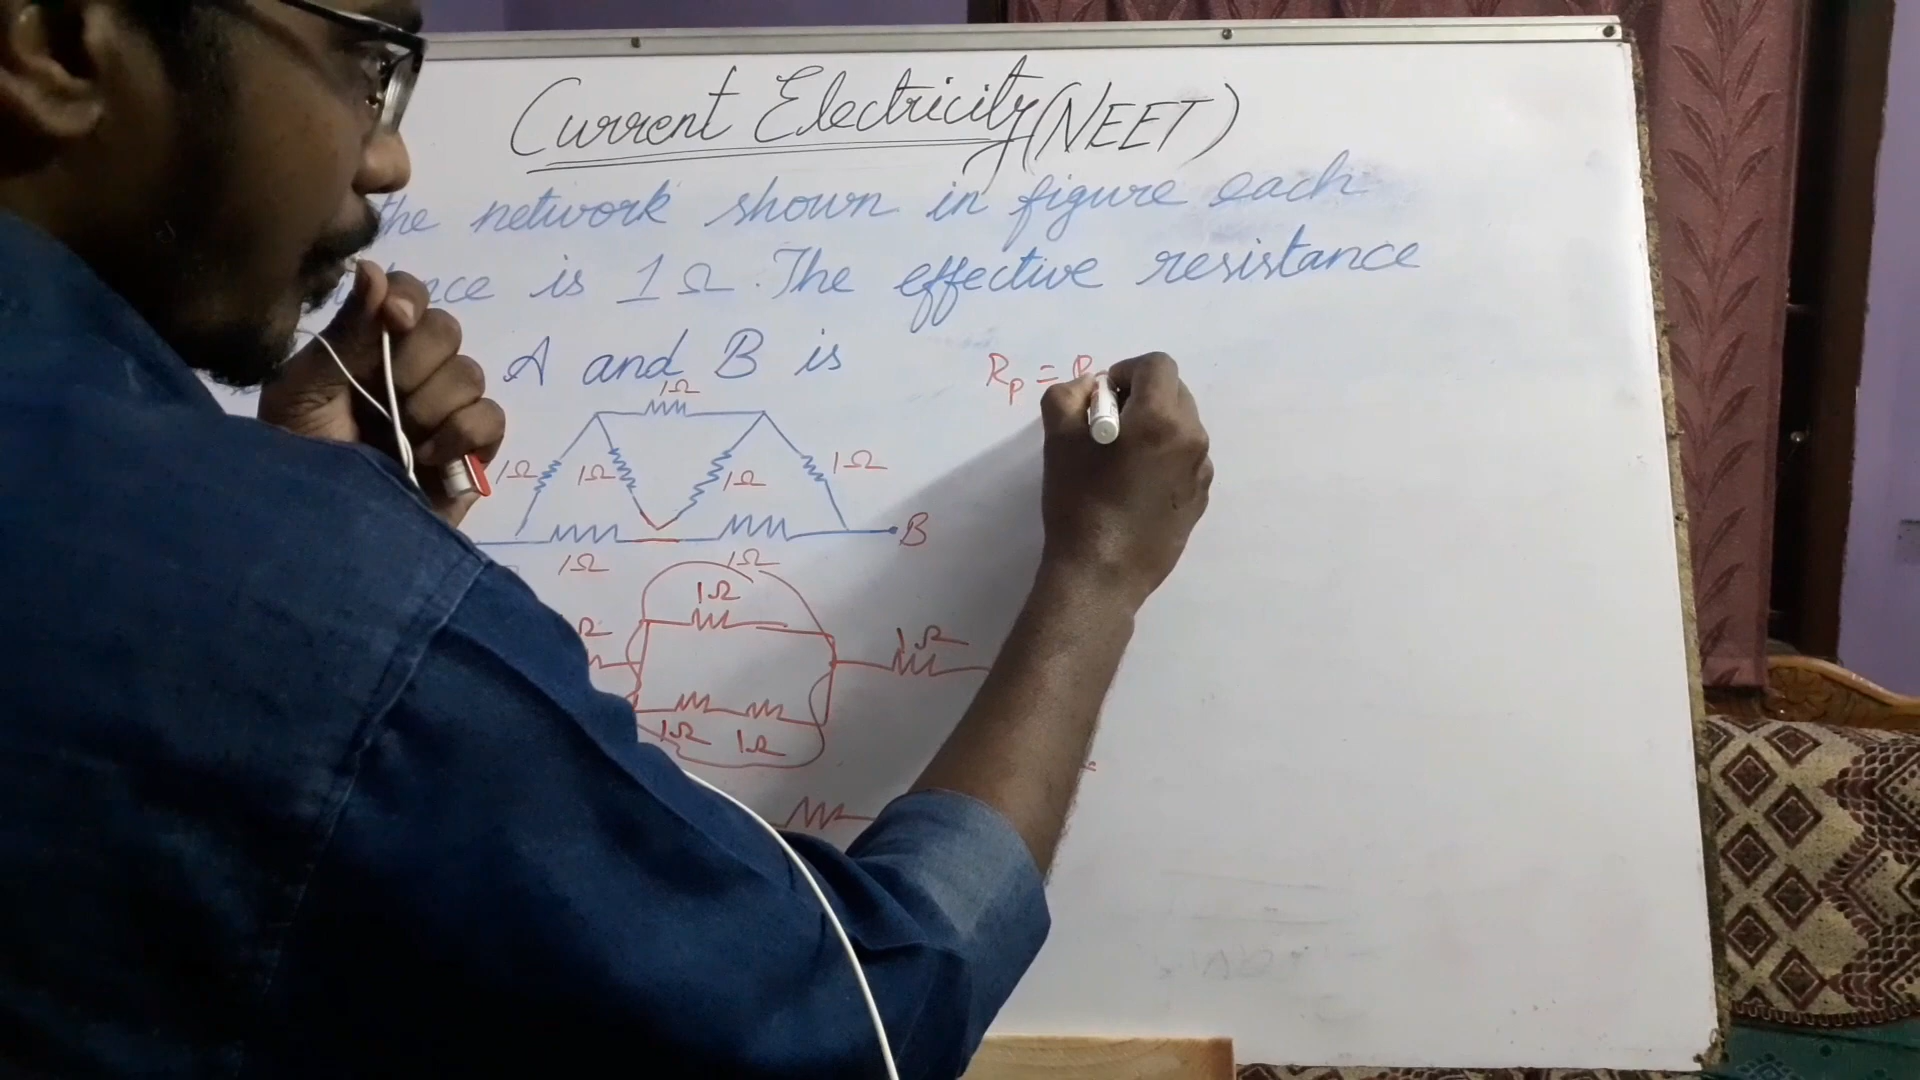 Current Electricity (NEET)
the network shown in figure each
nce is 1 Ω. The effective resistance
A and B is
R_p =
1Ω
1Ω 1Ω 1Ω 1Ω
B
1Ω 1Ω
1Ω
Ω 1Ω
1Ω 1Ω